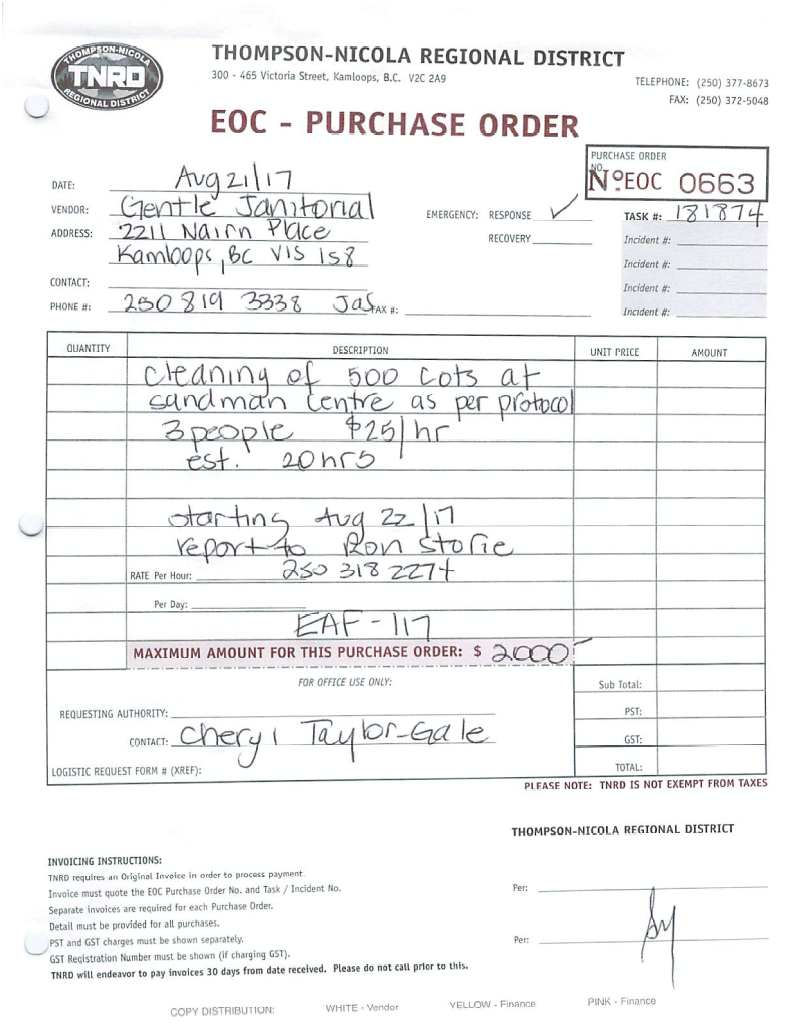 THOMPSON-NICOLA
TNRD
REGIONAL DISTRICT
THOMPSON-NICOLA REGIONAL DISTRICT
300 - 465 Victoria Street, Kamloops, B.C. V2C 2A9
TELEPHONE: (250) 377-8673
FAX: (250) 372-5048
EOC - PURCHASE ORDER
PURCHASE ORDER
NO.
Nº EOC 0663
DATE: Aug 21/17
VENDOR: Gentle Janitorial
ADDRESS: 2211 Nairn Place
Kamloops, BC V1S 1S8
EMERGENCY: RESPONSE ✓
RECOVERY
TASK #: 181874
Incident #:
Incident #:
Incident #:
Incident #:
CONTACT:
PHONE #: 250 819 3338 Jas FAX #:
QUANTITY DESCRIPTION UNIT PRICE AMOUNT
cleaning of 500 cots at
sandman centre as per protocol
3 people $25/hr
est. 20 hrs
starting Aug 22/17
report to Ron Storie
RATE Per Hour: 250 318 2274
Per Day:
EAF-117
MAXIMUM AMOUNT FOR THIS PURCHASE ORDER: $ 2000.-
FOR OFFICE USE ONLY:
REQUESTING AUTHORITY:
CONTACT: Cheryl Taylor-Gale
LOGISTIC REQUEST FORM # (XREF):
Sub Total:
PST:
GST:
TOTAL:
PLEASE NOTE: TNRD IS NOT EXEMPT FROM TAXES
THOMPSON-NICOLA REGIONAL DISTRICT
INVOICING INSTRUCTIONS:
TNRD requires an Original Invoice in order to process payment.
Invoice must quote the EOC Purchase Order No. and Task / Incident No.
Separate invoices are required for each Purchase Order.
Detail must be provided for all purchases.
PST and GST charges must be shown separately.
GST Registration Number must be shown (if charging GST).
TNRD will endeavor to pay invoices 30 days from date received. Please do not call prior to this.
Per:
Per:
COPY DISTRIBUTION: WHITE - Vendor YELLOW - Finance PINK - Finance